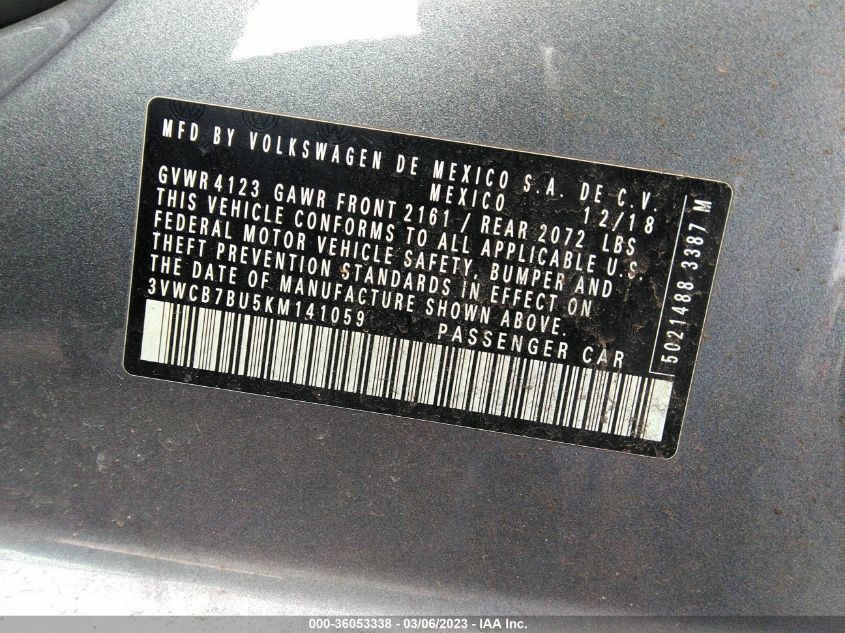 MFD BY VOLKSWAGEN DE MEXICO S.A. DE C.V.
MEXICO 12/18
GVWR 4123 GAWR FRONT 2161 / REAR 2072 LBS
THIS VEHICLE CONFORMS TO ALL APPLICABLE U.S.
FEDERAL MOTOR VEHICLE SAFETY, BUMPER AND
THEFT PREVENTION STANDARDS IN EFFECT ON
THE DATE OF MANUFACTURE SHOWN ABOVE.
3VWCB7BU5KM141059 PASSENGER CAR
5021488 3387 M
000-36053338 - 03/06/2023 - IAA Inc.